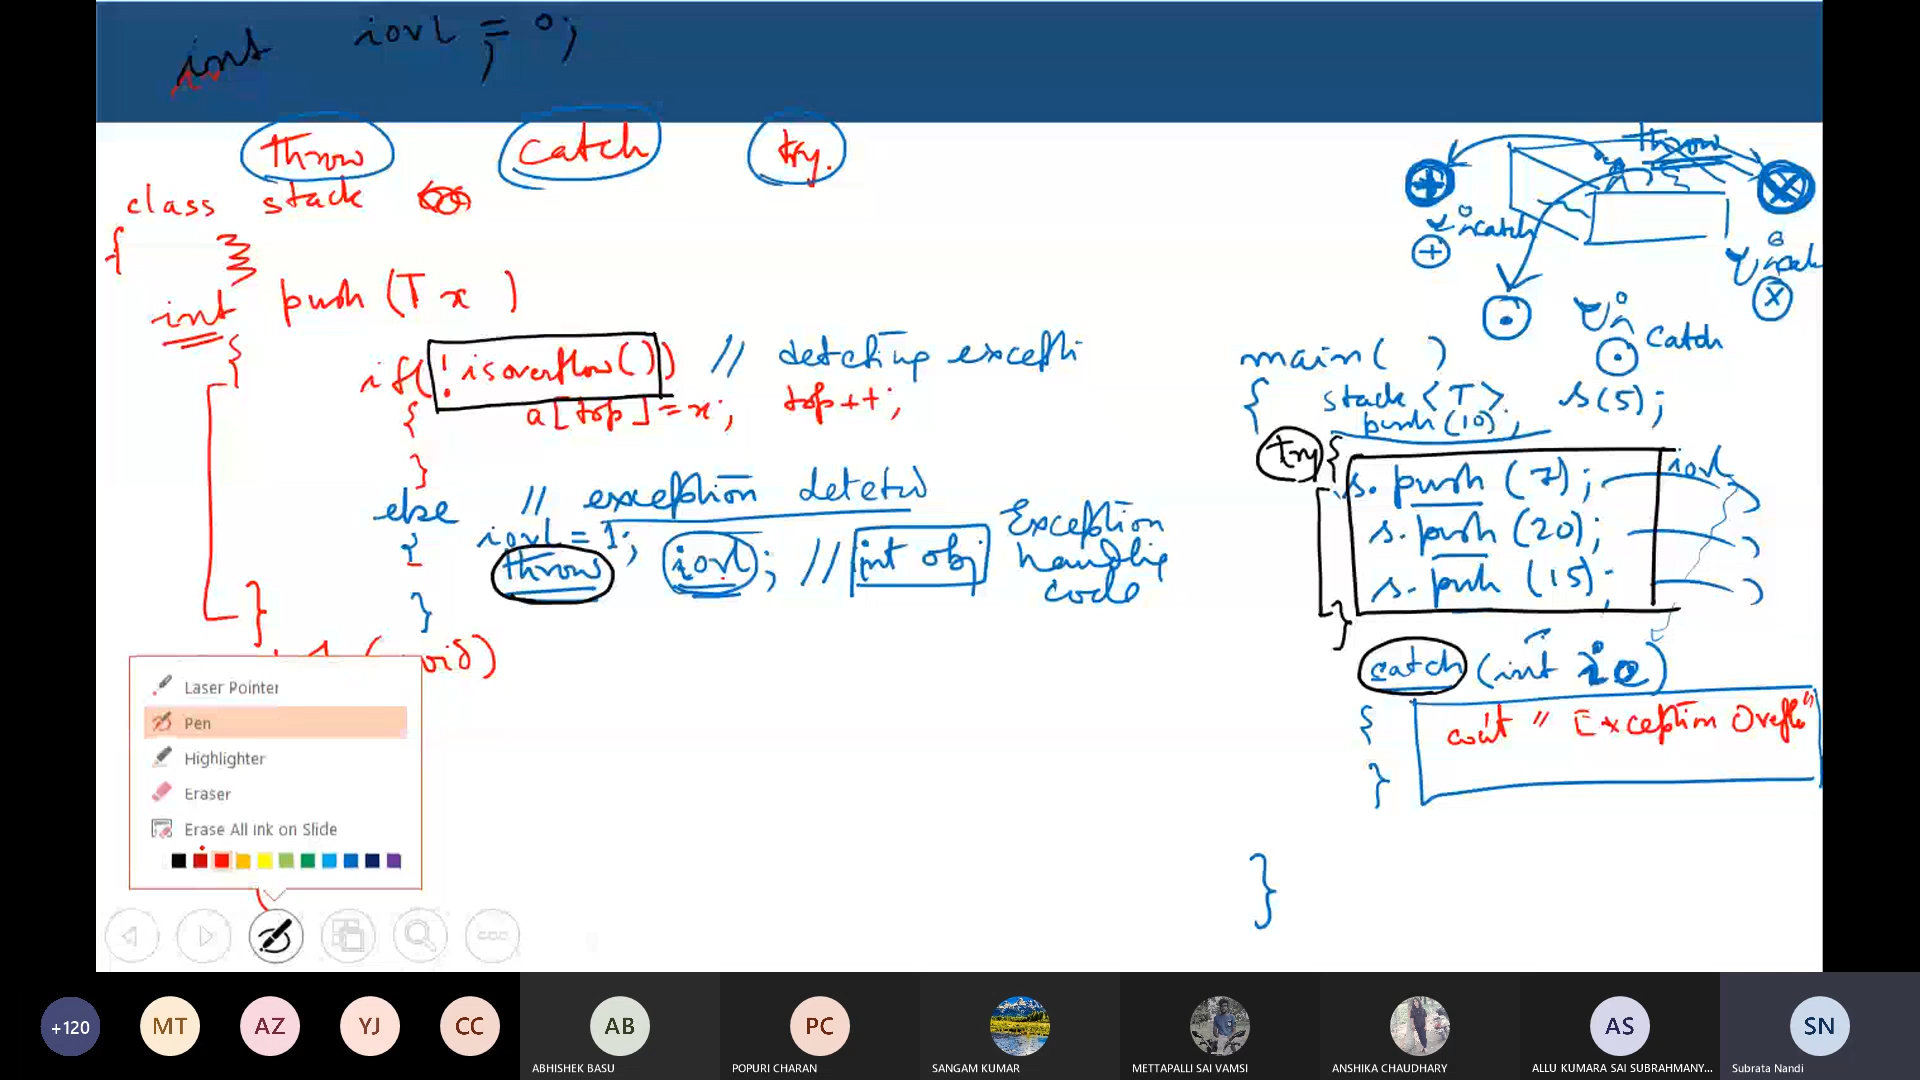 int iovl = 0;
throw catch try.
class stack
{
int push (T x )
{
if( ! isoverflow() ) // detecting excepti
{ a[top] = x; top++;
}
else // exception detetd
{ iovl = 1;
throw iovl ; // int obj
Exception
handling
code
}
}
void)
throw
catch
catch
main( )
{ stack <T> s(5);
push(10),
try {
s. push (7); iovl
s. push (20);
s. push (15);
}
catch (int ie)
{ cout " Exception Overflo"
}
}
Laser Pointer
Pen
Highlighter
Eraser
Erase All Ink on Slide
+120
MT
AZ
YJ
CC
AB
PC
AS
SN
ABHISHEK BASU
POPURI CHARAN
SANGAM KUMAR
METTAPALLI SAI VAMSI
ANSHIKA CHAUDHARY
ALLU KUMARA SAI SUBRAHMANY...
Subrata Nandi